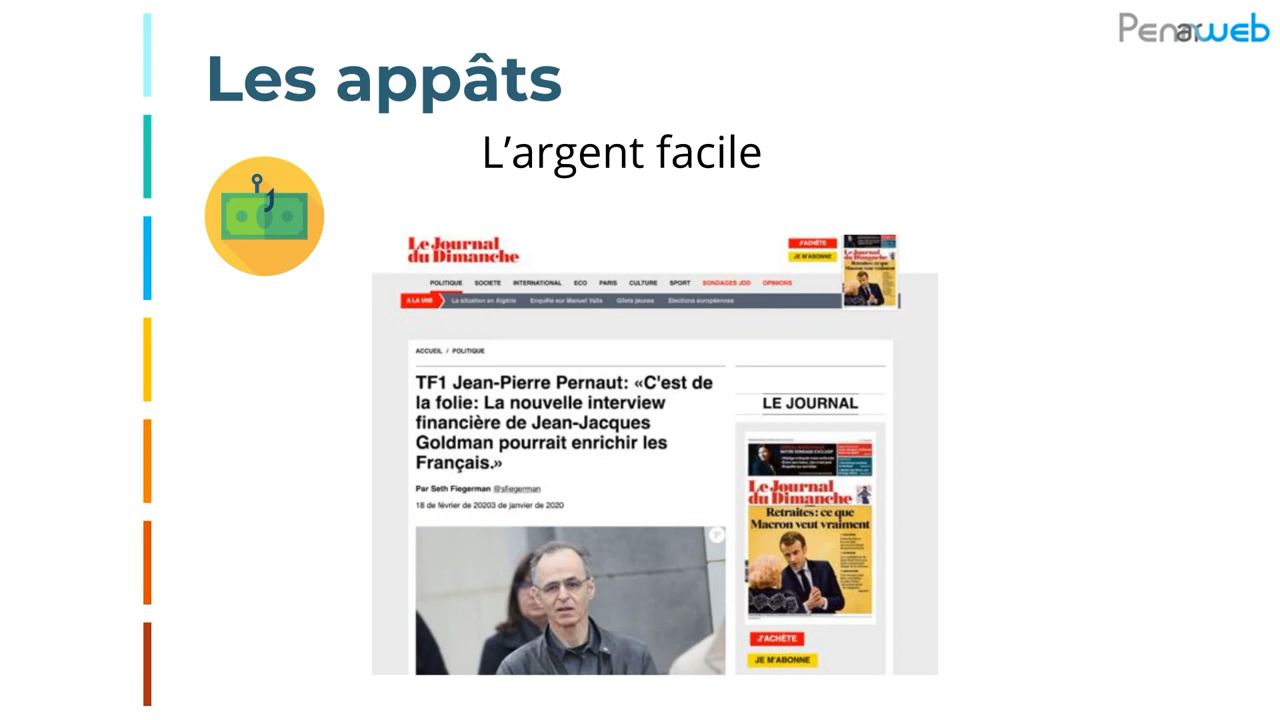 Penarweb
Les appâts
L’argent facile
Le Journal
du Dimanche
J'ACHÈTE
JE M'ABONNE
POLITIQUE SOCIETE INTERNATIONAL ECO PARIS CULTURE SPORT SONDAGES JDD OPINIONS
A LA UNE La situation en Algérie Enquête sur Manuel Valls Gilets jaunes Elections européennes
ACCUEIL / POLITIQUE
TF1 Jean-Pierre Pernaut: «C'est de
la folie: La nouvelle interview
financière de Jean-Jacques
Goldman pourrait enrichir les
Français.»
Par Seth Fiegerman @sfiegerman
18 de février de 20203 de janvier de 2020
LE JOURNAL
Le Journal
du Dimanche
Retraites: ce que
Macron veut vraiment
J'ACHÈTE
JE M'ABONNE